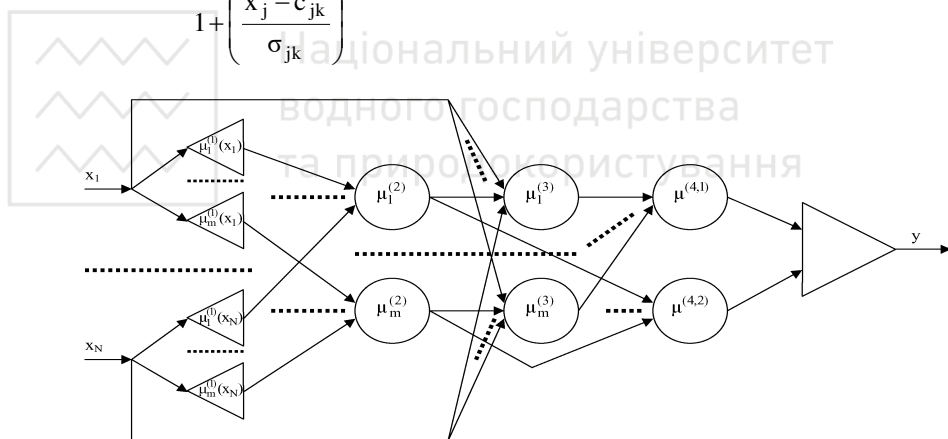 1+((x_j − c_jk)/σ_jk)
Національний університет
водного господарства
та природокористування
μ_1^(1)(x_1)
x_1
μ_m^(1)(x_1)
μ_1^(2)
μ_1^(3)
μ^(4,1)
y
μ_1^(1)(x_N)
μ_m^(2)
μ_m^(3)
μ^(4,2)
x_N
μ_m^(1)(x_N)